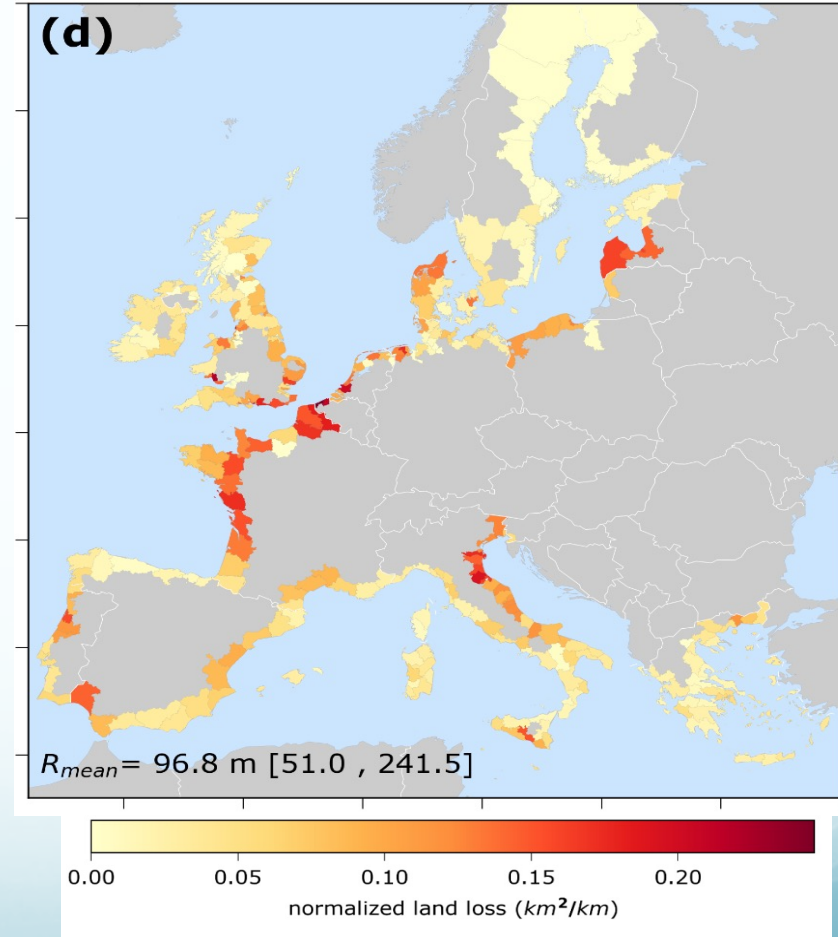 (d)
R_mean = 96.8 m [51.0 , 241.5]
0.00 0.05 0.10 0.15 0.20
normalized land loss (km²/km)